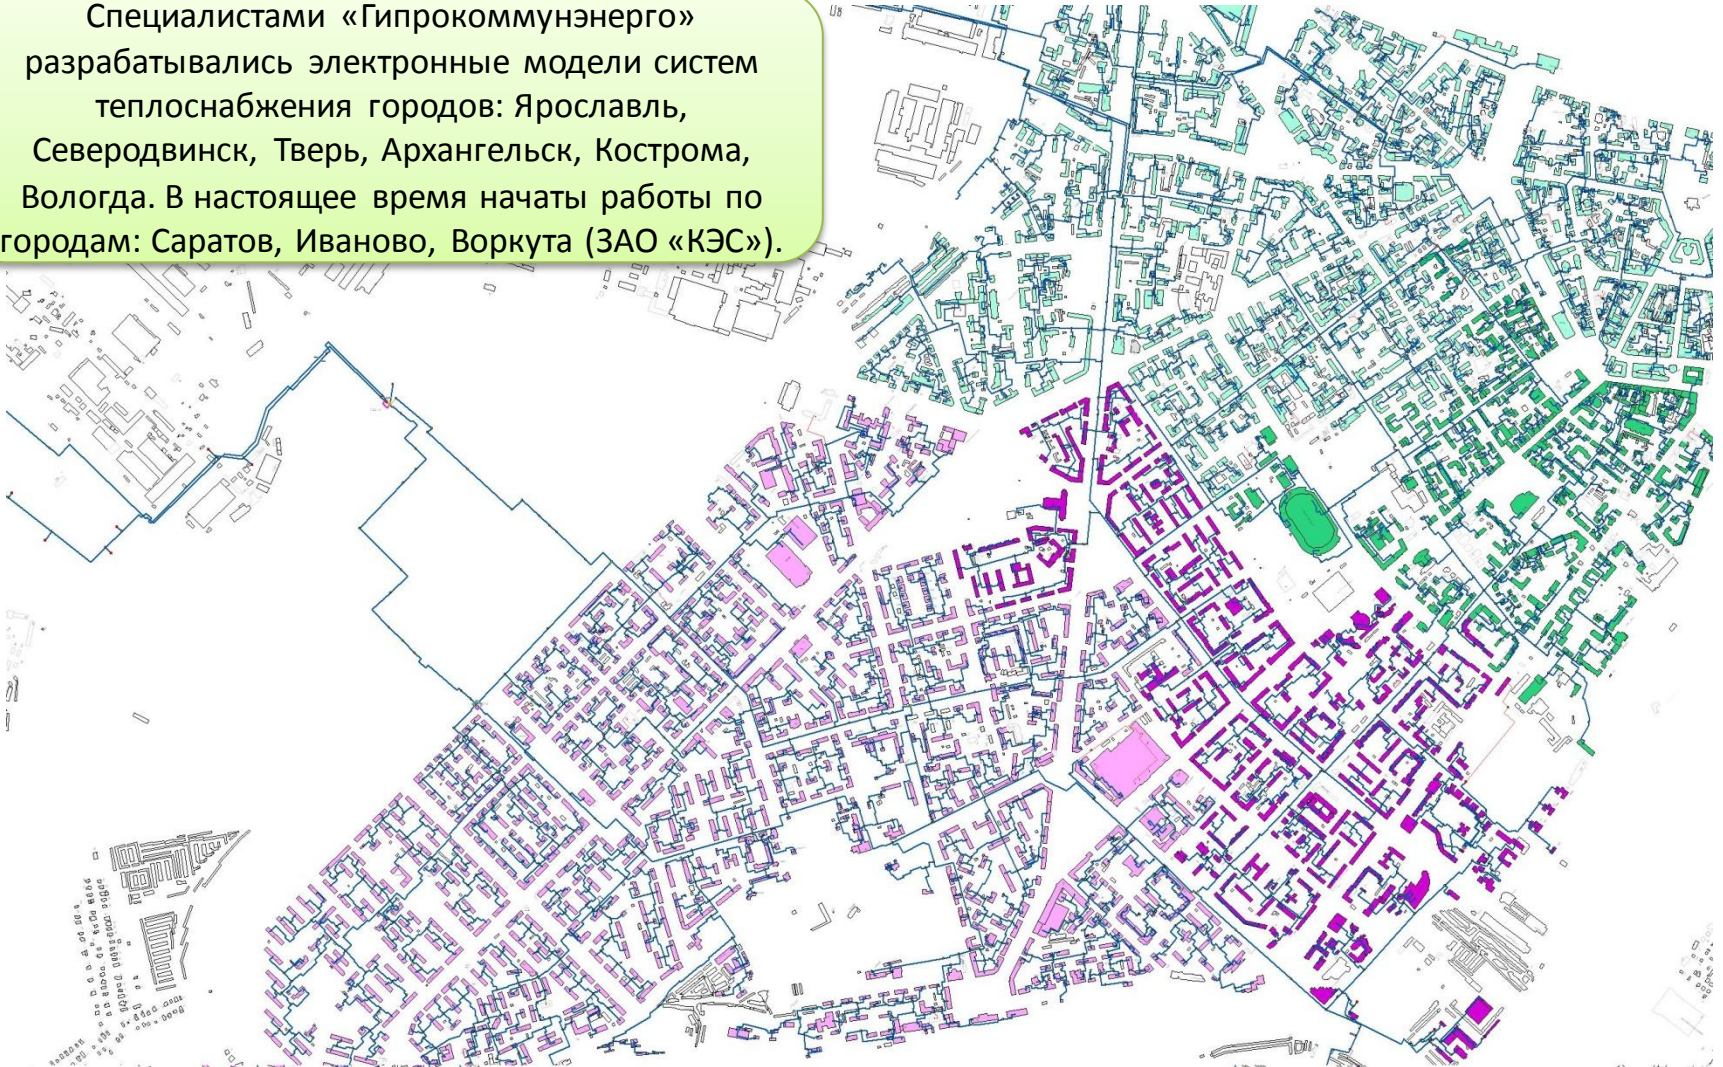 Специалистами «Гипрокоммунэнерго»
разрабатывались электронные модели систем
теплоснабжения городов: Ярославль,
Северодвинск, Тверь, Архангельск, Кострома,
Вологда. В настоящее время начаты работы по
городам: Саратов, Иваново, Воркута (ЗАО «КЭС»).